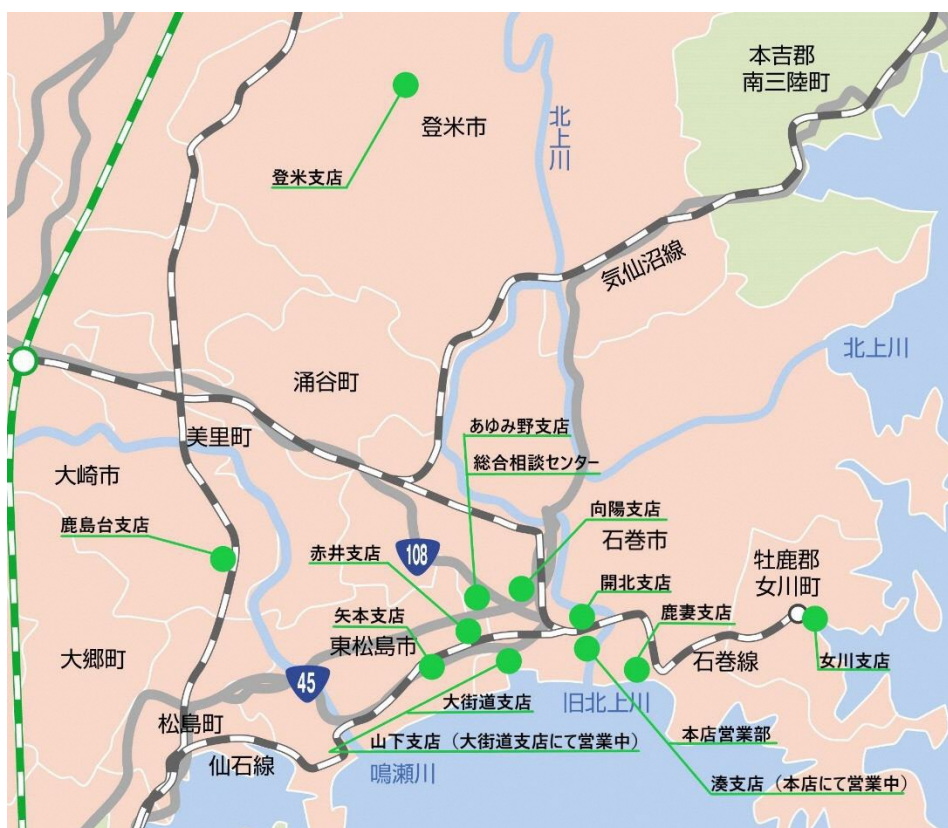 本吉郡
南三陸町
登米市
北上川
登米支店
気仙沼線
北上川
涌谷町
あゆみ野支店
美里町
総合相談センター
大崎市
向陽支店
鹿島台支店
石巻市
赤井支店
108
牡鹿郡
女川町
開北支店
矢本支店
鹿妻支店
東松島市
大郷町
石巻線
女川支店
45
大街道支店
旧北上川
松島町
本店営業部
山下支店（大街道支店にて営業中）
仙石線
鳴瀬川
湊支店（本店にて営業中）